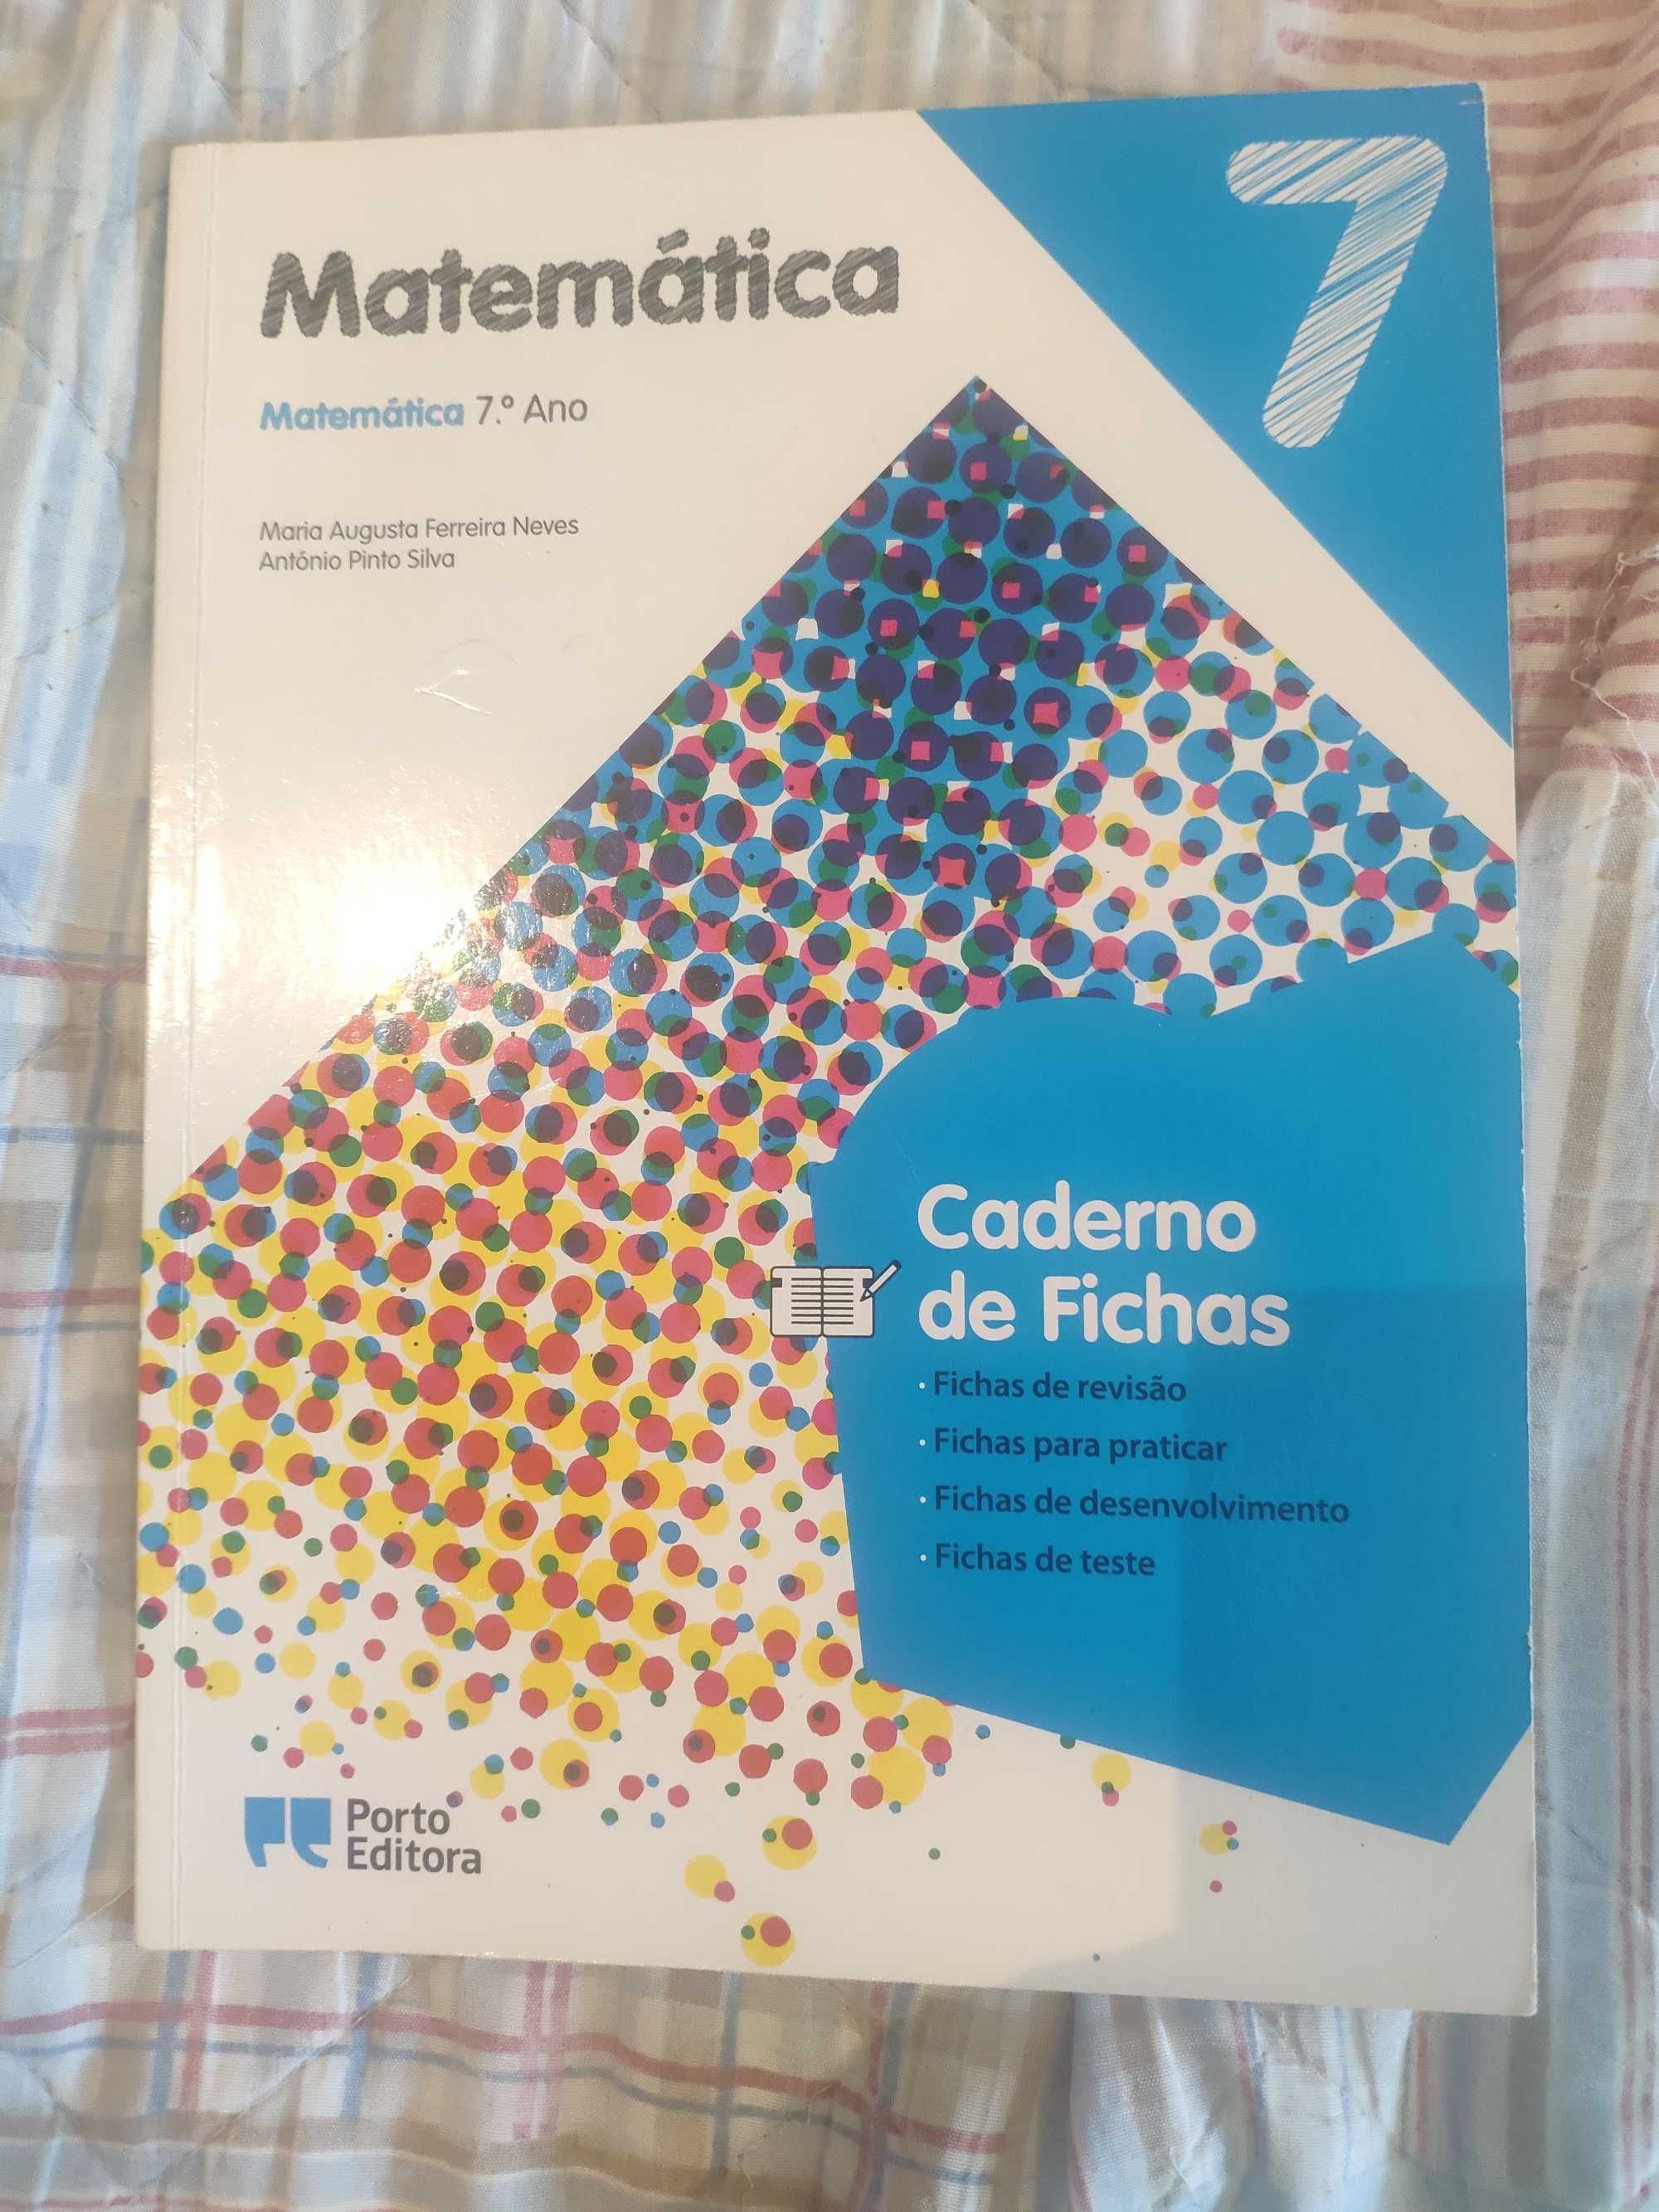 7
Matemática
Matemática 7.º Ano
Maria Augusta Ferreira Neves
António Pinto Silva
Caderno
de Fichas
· Fichas de revisão
· Fichas para praticar
· Fichas de desenvolvimento
· Fichas de teste
Porto
Editora